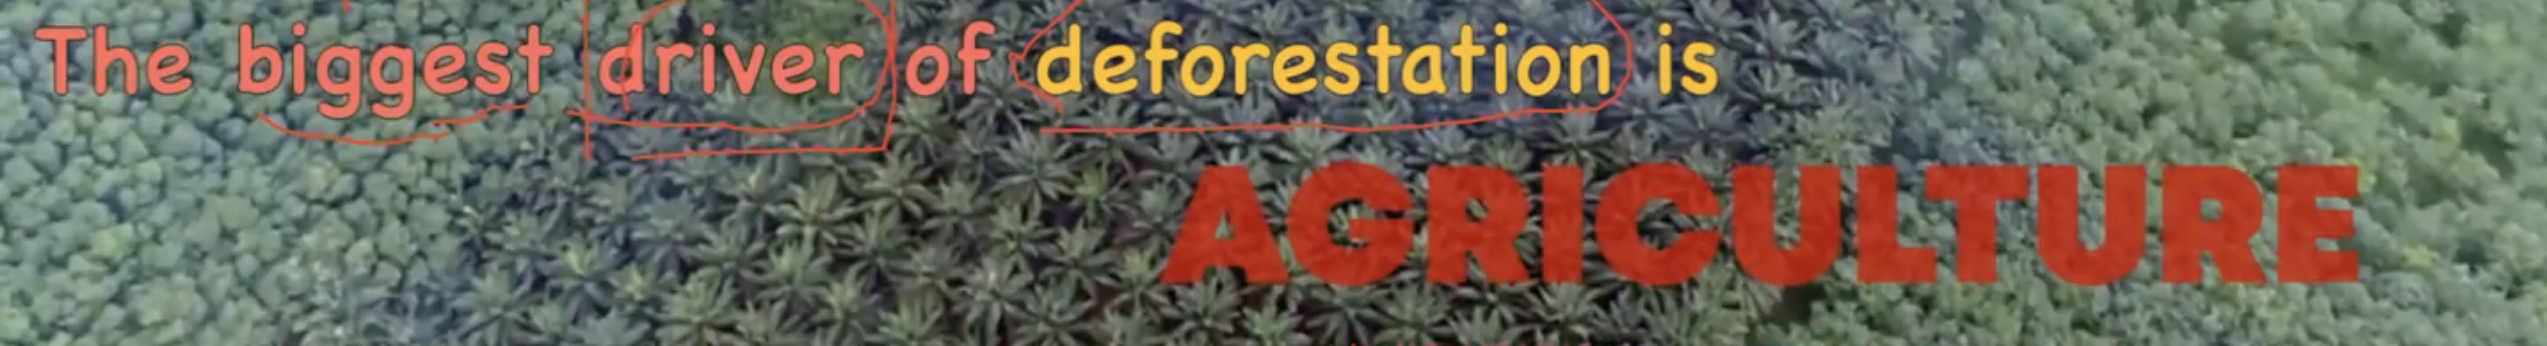 The biggest driver of deforestation is
AGRICULTURE